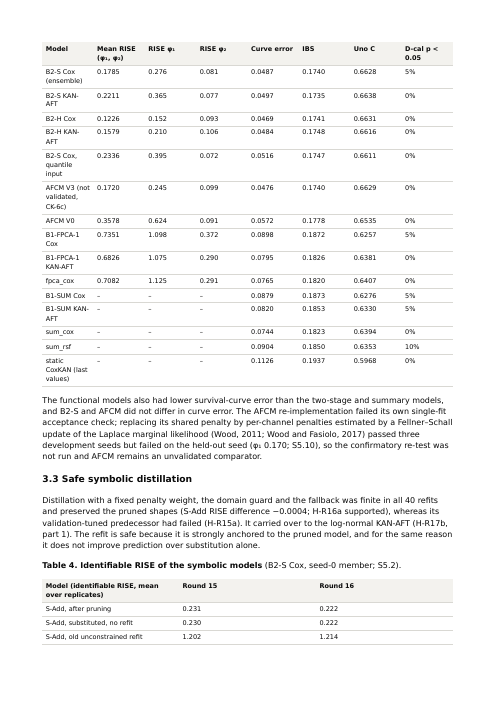 Model Mean RISE (φ₁, φ₂) RISE φ₁ RISE φ₂ Curve error IBS Uno C D-cal p < 0.05
B2-S Cox (ensemble) 0.1785 0.276 0.081 0.0487 0.1740 0.6628 5%
B2-S KAN-AFT 0.2211 0.365 0.077 0.0497 0.1735 0.6638 0%
B2-H Cox 0.1226 0.152 0.093 0.0469 0.1741 0.6631 0%
B2-H KAN-AFT 0.1579 0.210 0.106 0.0484 0.1748 0.6616 0%
B2-S Cox, quantile input 0.2336 0.395 0.072 0.0516 0.1747 0.6611 0%
AFCM V3 (not validated, CK-6c) 0.1720 0.245 0.099 0.0476 0.1740 0.6629 0%
AFCM V0 0.3578 0.624 0.091 0.0572 0.1778 0.6535 0%
B1-FPCA-1 Cox 0.7351 1.098 0.372 0.0898 0.1872 0.6257 5%
B1-FPCA-1 KAN-AFT 0.6826 1.075 0.290 0.0795 0.1826 0.6381 0%
fpca_cox 0.7082 1.125 0.291 0.0765 0.1820 0.6407 0%
B1-SUM Cox – – – 0.0879 0.1873 0.6276 5%
B1-SUM KAN-AFT – – – 0.0820 0.1853 0.6330 5%
sum_cox – – – 0.0744 0.1823 0.6394 0%
sum_rsf – – – 0.0904 0.1850 0.6353 10%
static CoxKAN (last values) – – – 0.1126 0.1937 0.5968 0%
The functional models also had lower survival-curve error than the two-stage and summary models,
and B2-S and AFCM did not differ in curve error. The AFCM re-implementation failed its own single-fit
acceptance check; replacing its shared penalty by per-channel penalties estimated by a Fellner–Schall
update of the Laplace marginal likelihood (Wood, 2011; Wood and Fasiolo, 2017) passed three
development seeds but failed on the held-out seed (φ₁ 0.170; S5.10), so the confirmatory re-test was
not run and AFCM remains an unvalidated comparator.
3.3 Safe symbolic distillation
Distillation with a fixed penalty weight, the domain guard and the fallback was finite in all 40 refits
and preserved the pruned shapes (S-Add RISE difference −0.0004; H-R16a supported), whereas its
validation-tuned predecessor had failed (H-R15a). It carried over to the log-normal KAN-AFT (H-R17b,
part 1). The refit is safe because it is strongly anchored to the pruned model, and for the same reason
it does not improve prediction over substitution alone.
Table 4. Identifiable RISE of the symbolic models (B2-S Cox, seed-0 member; S5.2).
Model (identifiable RISE, mean over replicates) Round 15 Round 16
S-Add, after pruning 0.231 0.222
S-Add, substituted, no refit 0.230 0.222
S-Add, old unconstrained refit 1.202 1.214